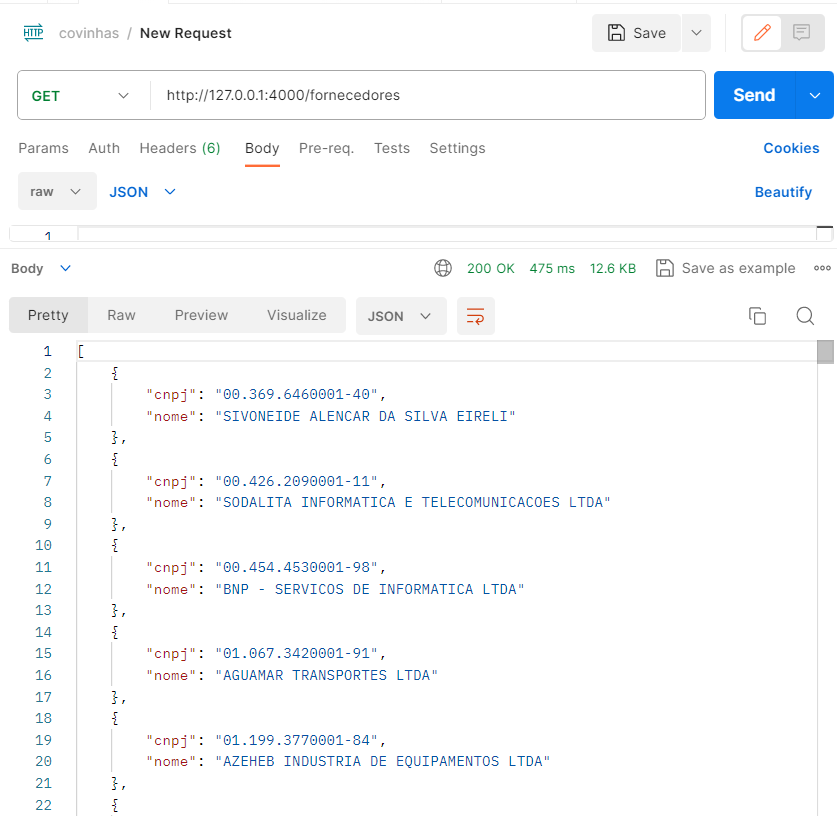 HTTP covinhas / New Request Save
GET http://127.0.0.1:4000/fornecedores Send
Params Auth Headers (6) Body Pre-req. Tests Settings Cookies
raw JSON Beautify
1
Body 200 OK 475 ms 12.6 KB Save as example
Pretty Raw Preview Visualize JSON
1 [
2 {
3 "cnpj": "00.369.6460001-40",
4 "nome": "SIVONEIDE ALENCAR DA SILVA EIRELI"
5 },
6 {
7 "cnpj": "00.426.2090001-11",
8 "nome": "SODALITA INFORMATICA E TELECOMUNICACOES LTDA"
9 },
10 {
11 "cnpj": "00.454.4530001-98",
12 "nome": "BNP - SERVICOS DE INFORMATICA LTDA"
13 },
14 {
15 "cnpj": "01.067.3420001-91",
16 "nome": "AGUAMAR TRANSPORTES LTDA"
17 },
18 {
19 "cnpj": "01.199.3770001-84",
20 "nome": "AZEHEB INDUSTRIA DE EQUIPAMENTOS LTDA"
21 },
22 {